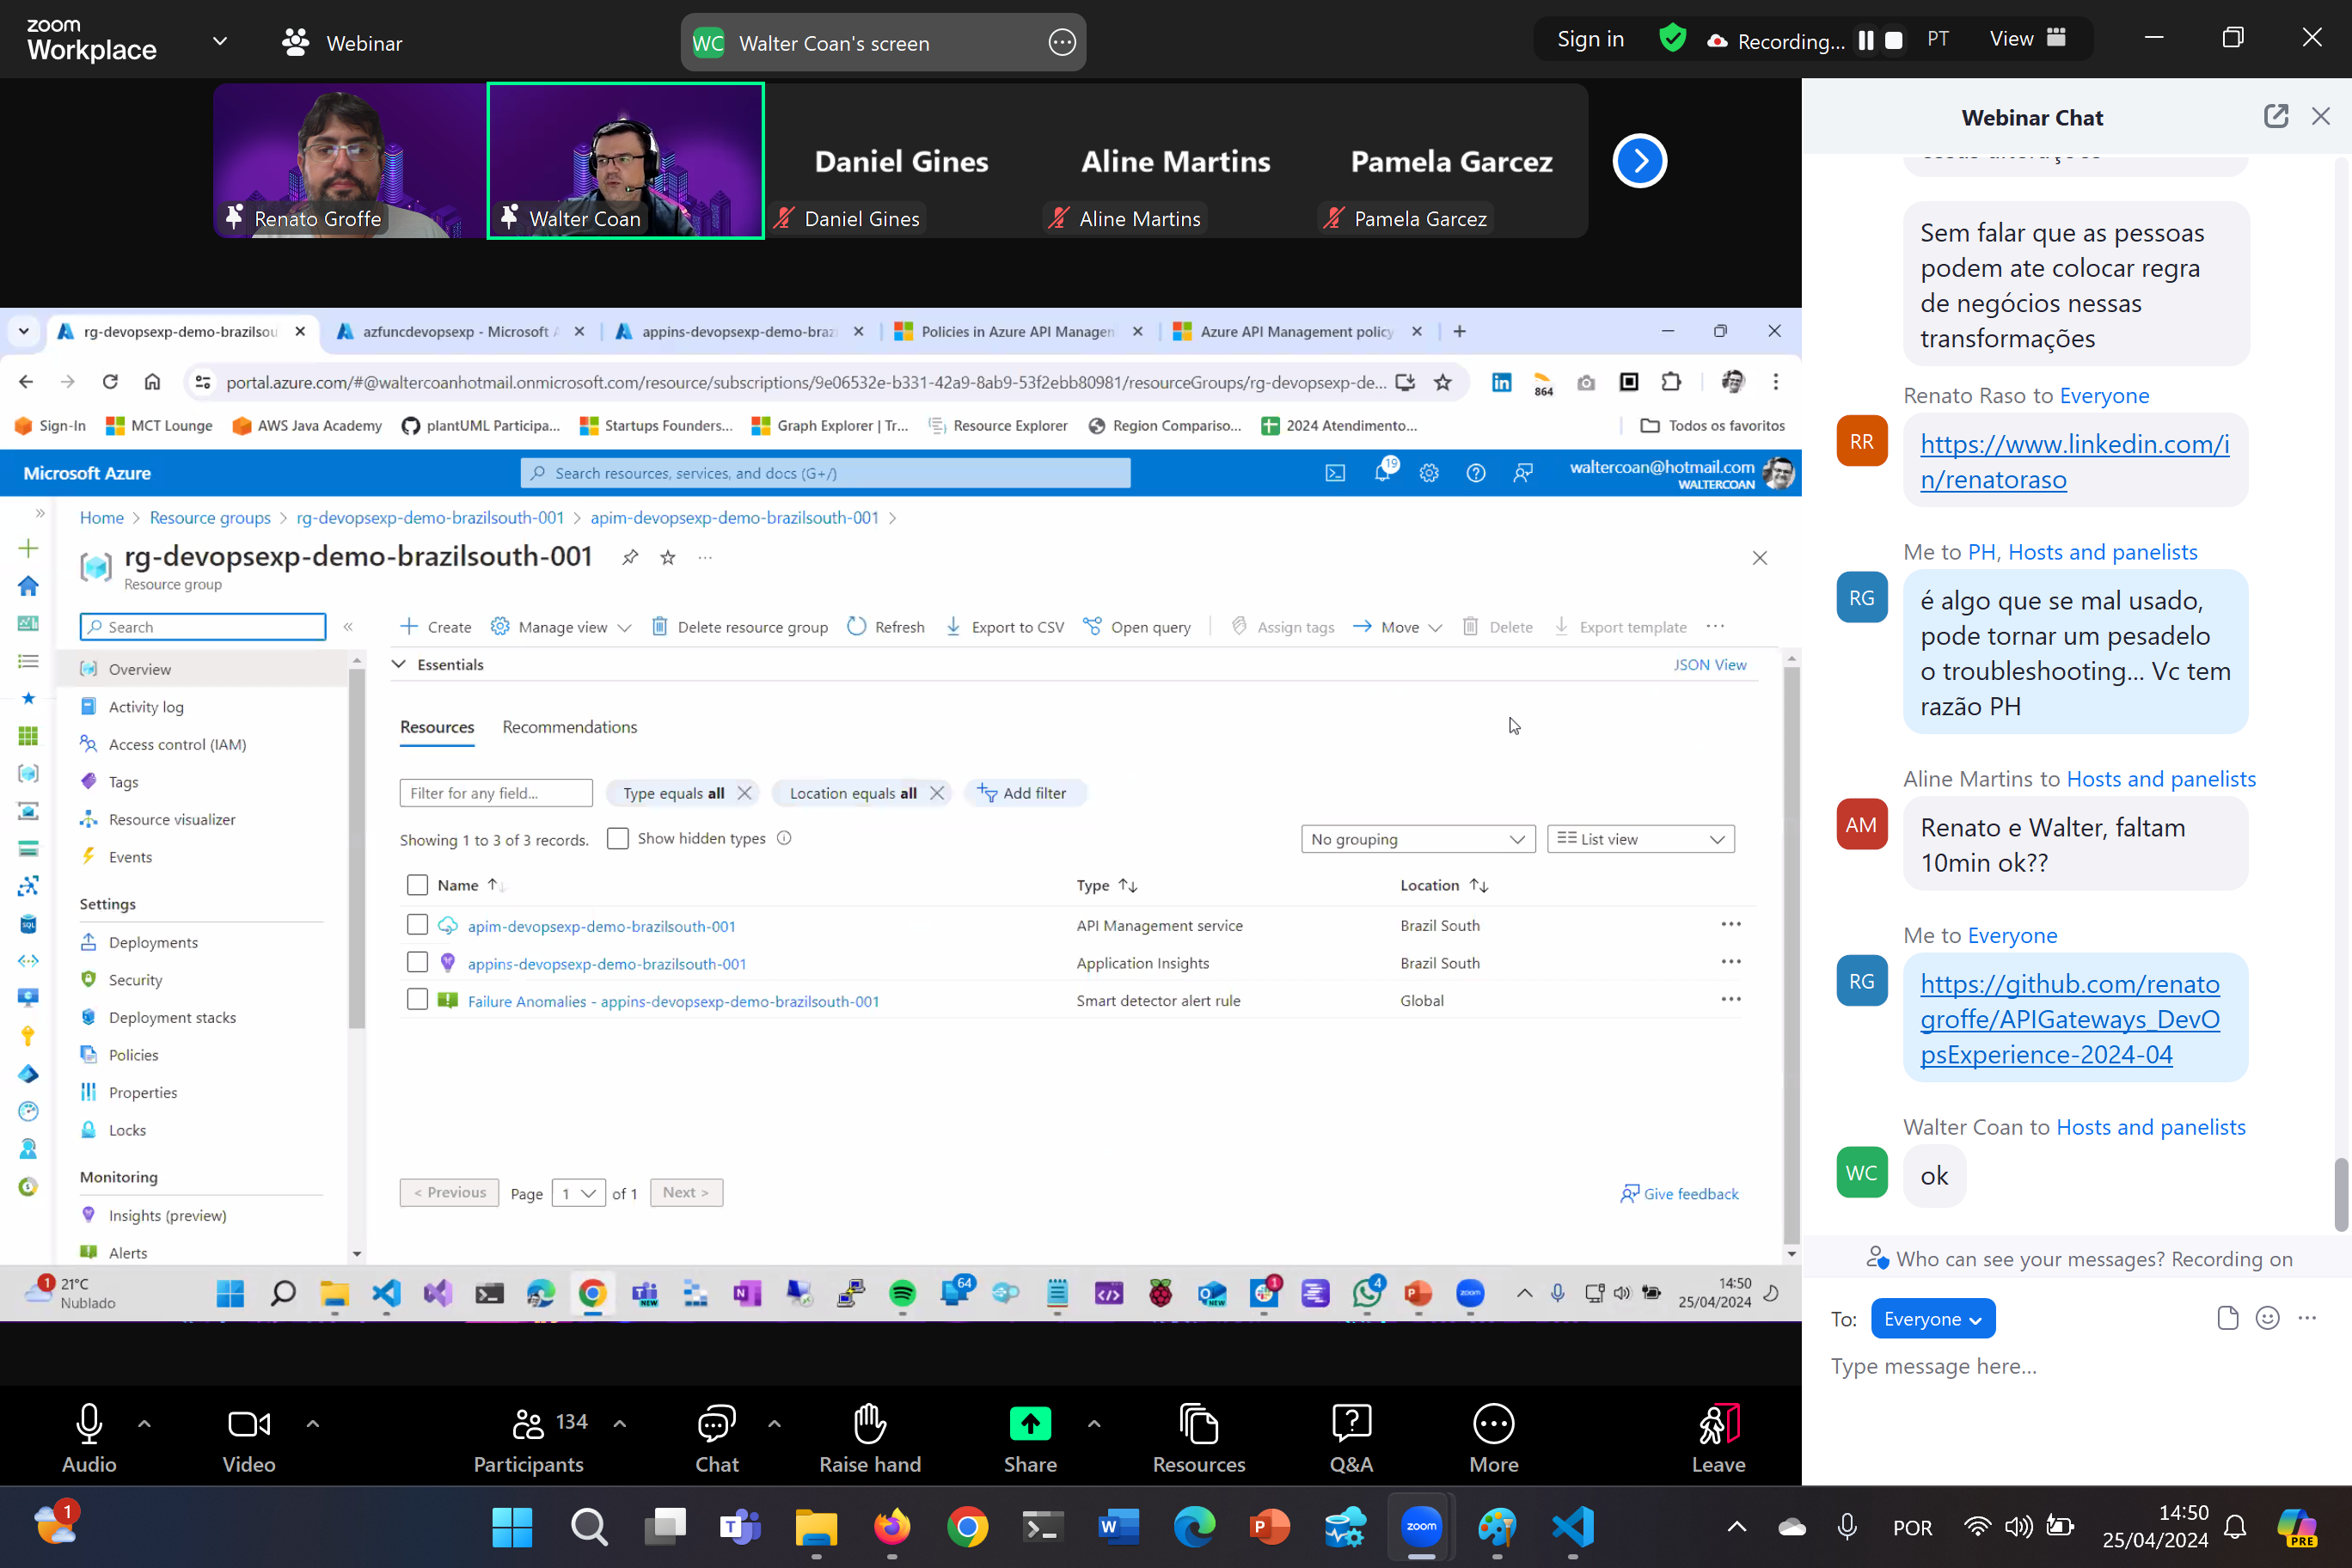 zoom
Workplace
Webinar
WC Walter Coan's screen
Sign in
Recording...
PT
View
Renato Groffe
Walter Coan
Daniel Gines
Daniel Gines
Aline Martins
Aline Martins
Pamela Garcez
Pamela Garcez
rg-devopsexp-demo-brazilsou
azfuncdevopsexp - Microsoft A
appins-devopsexp-demo-braz
Policies in Azure API Managem
Azure API Management policy
portal.azure.com/#@waltercoanhotmail.onmicrosoft.com/resource/subscriptions/9e06532e-b331-42a9-8ab9-53f2ebb80981/resourceGroups/rg-devopsexp-de...
864
Sign-In
MCT Lounge
AWS Java Academy
plantUML Participa...
Startups Founders...
Graph Explorer | Tr...
Resource Explorer
Region Compariso...
2024 Atendimento...
Todos os favoritos
Microsoft Azure
Search resources, services, and docs (G+/)
19
waltercoan@hotmail.com
WALTERCOAN
Home > Resource groups > rg-devopsexp-demo-brazilsouth-001 > apim-devopsexp-demo-brazilsouth-001 >
rg-devopsexp-demo-brazilsouth-001
Resource group
Search
Create
Manage view
Delete resource group
Refresh
Export to CSV
Open query
Assign tags
Move
Delete
Export template
Overview
Activity log
Access control (IAM)
Tags
Resource visualizer
Events
Settings
Deployments
Security
Deployment stacks
Policies
Properties
Locks
Monitoring
Insights (preview)
Alerts
Essentials
JSON View
Resources
Recommendations
Filter for any field...
Type equals all
Location equals all
Add filter
Showing 1 to 3 of 3 records.
Show hidden types
No grouping
List view
Name
Type
Location
apim-devopsexp-demo-brazilsouth-001
API Management service
Brazil South
appins-devopsexp-demo-brazilsouth-001
Application Insights
Brazil South
Failure Anomalies - appins-devopsexp-demo-brazilsouth-001
Smart detector alert rule
Global
< Previous
Page 1 of 1
Next >
Give feedback
1
21°C
Nublado
NEW
64
NEW
1
4
zoom
14:50
25/04/2024
Audio
Video
134
Participants
Chat
Raise hand
Share
Resources
Q&A
More
Leave
Webinar Chat
Sem falar que as pessoas
podem ate colocar regra
de negócios nessas
transformações
Renato Raso to Everyone
RR
https://www.linkedin.com/i
n/renatoraso
Me to PH, Hosts and panelists
RG
é algo que se mal usado,
pode tornar um pesadelo
o troubleshooting... Vc tem
razão PH
Aline Martins to Hosts and panelists
AM
Renato e Walter, faltam
10min ok??
Me to Everyone
RG
https://github.com/renato
groffe/APIGateways_DevO
psExperience-2024-04
Walter Coan to Hosts and panelists
WC
ok
Who can see your messages? Recording on
To: Everyone
Type message here...
1
zoom
POR
14:50
25/04/2024
PRE